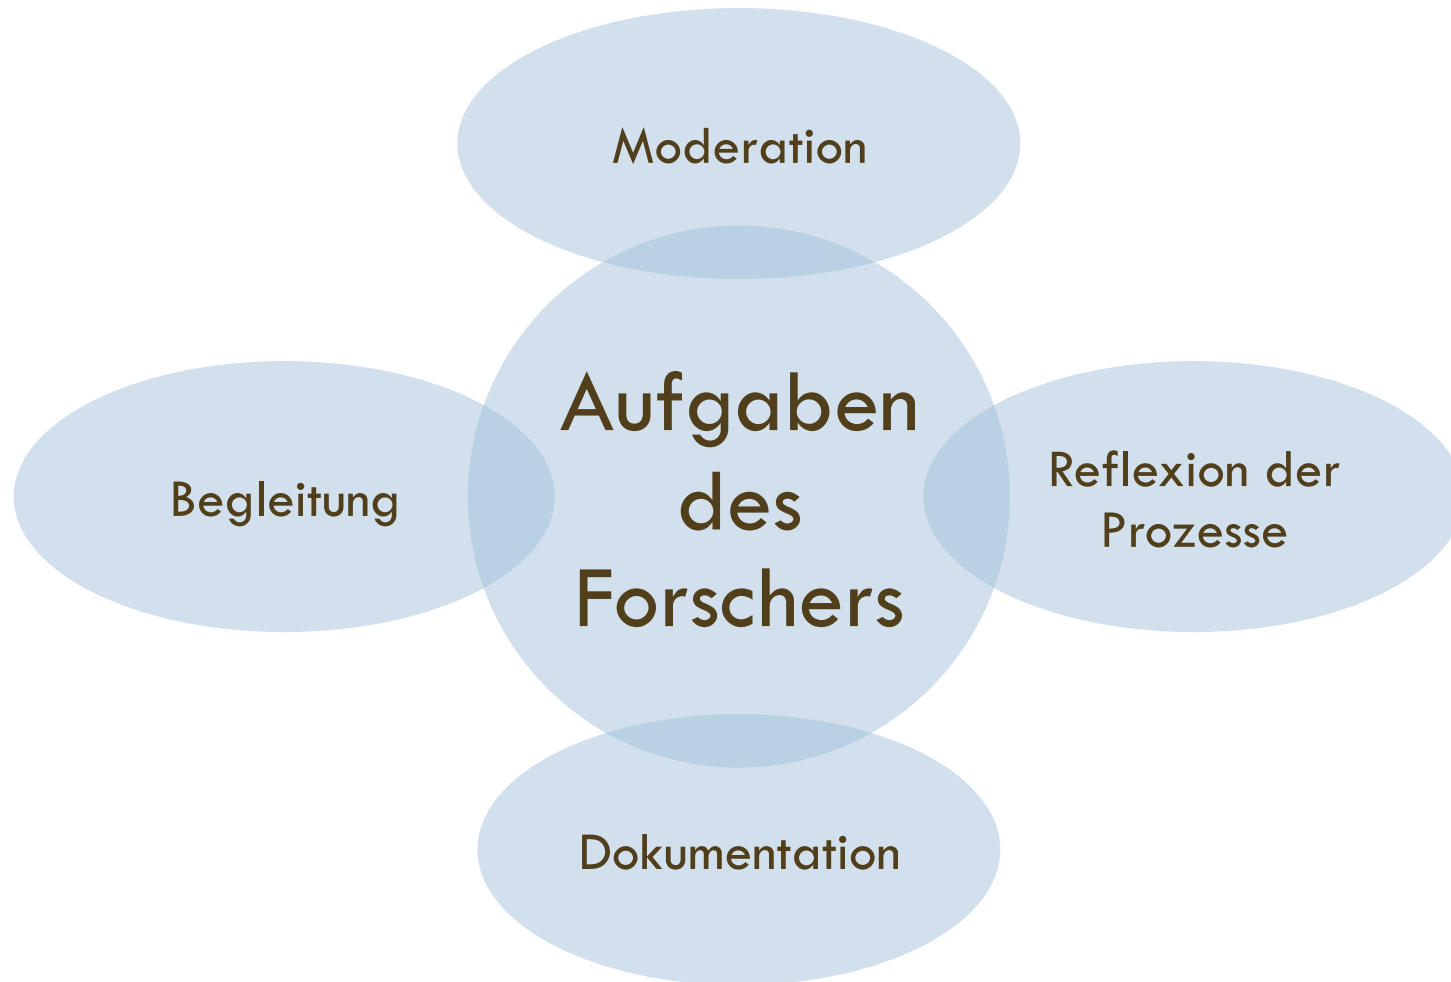 Moderation
Aufgaben
des
Forschers
Begleitung
Reflexion der
Prozesse
Dokumentation